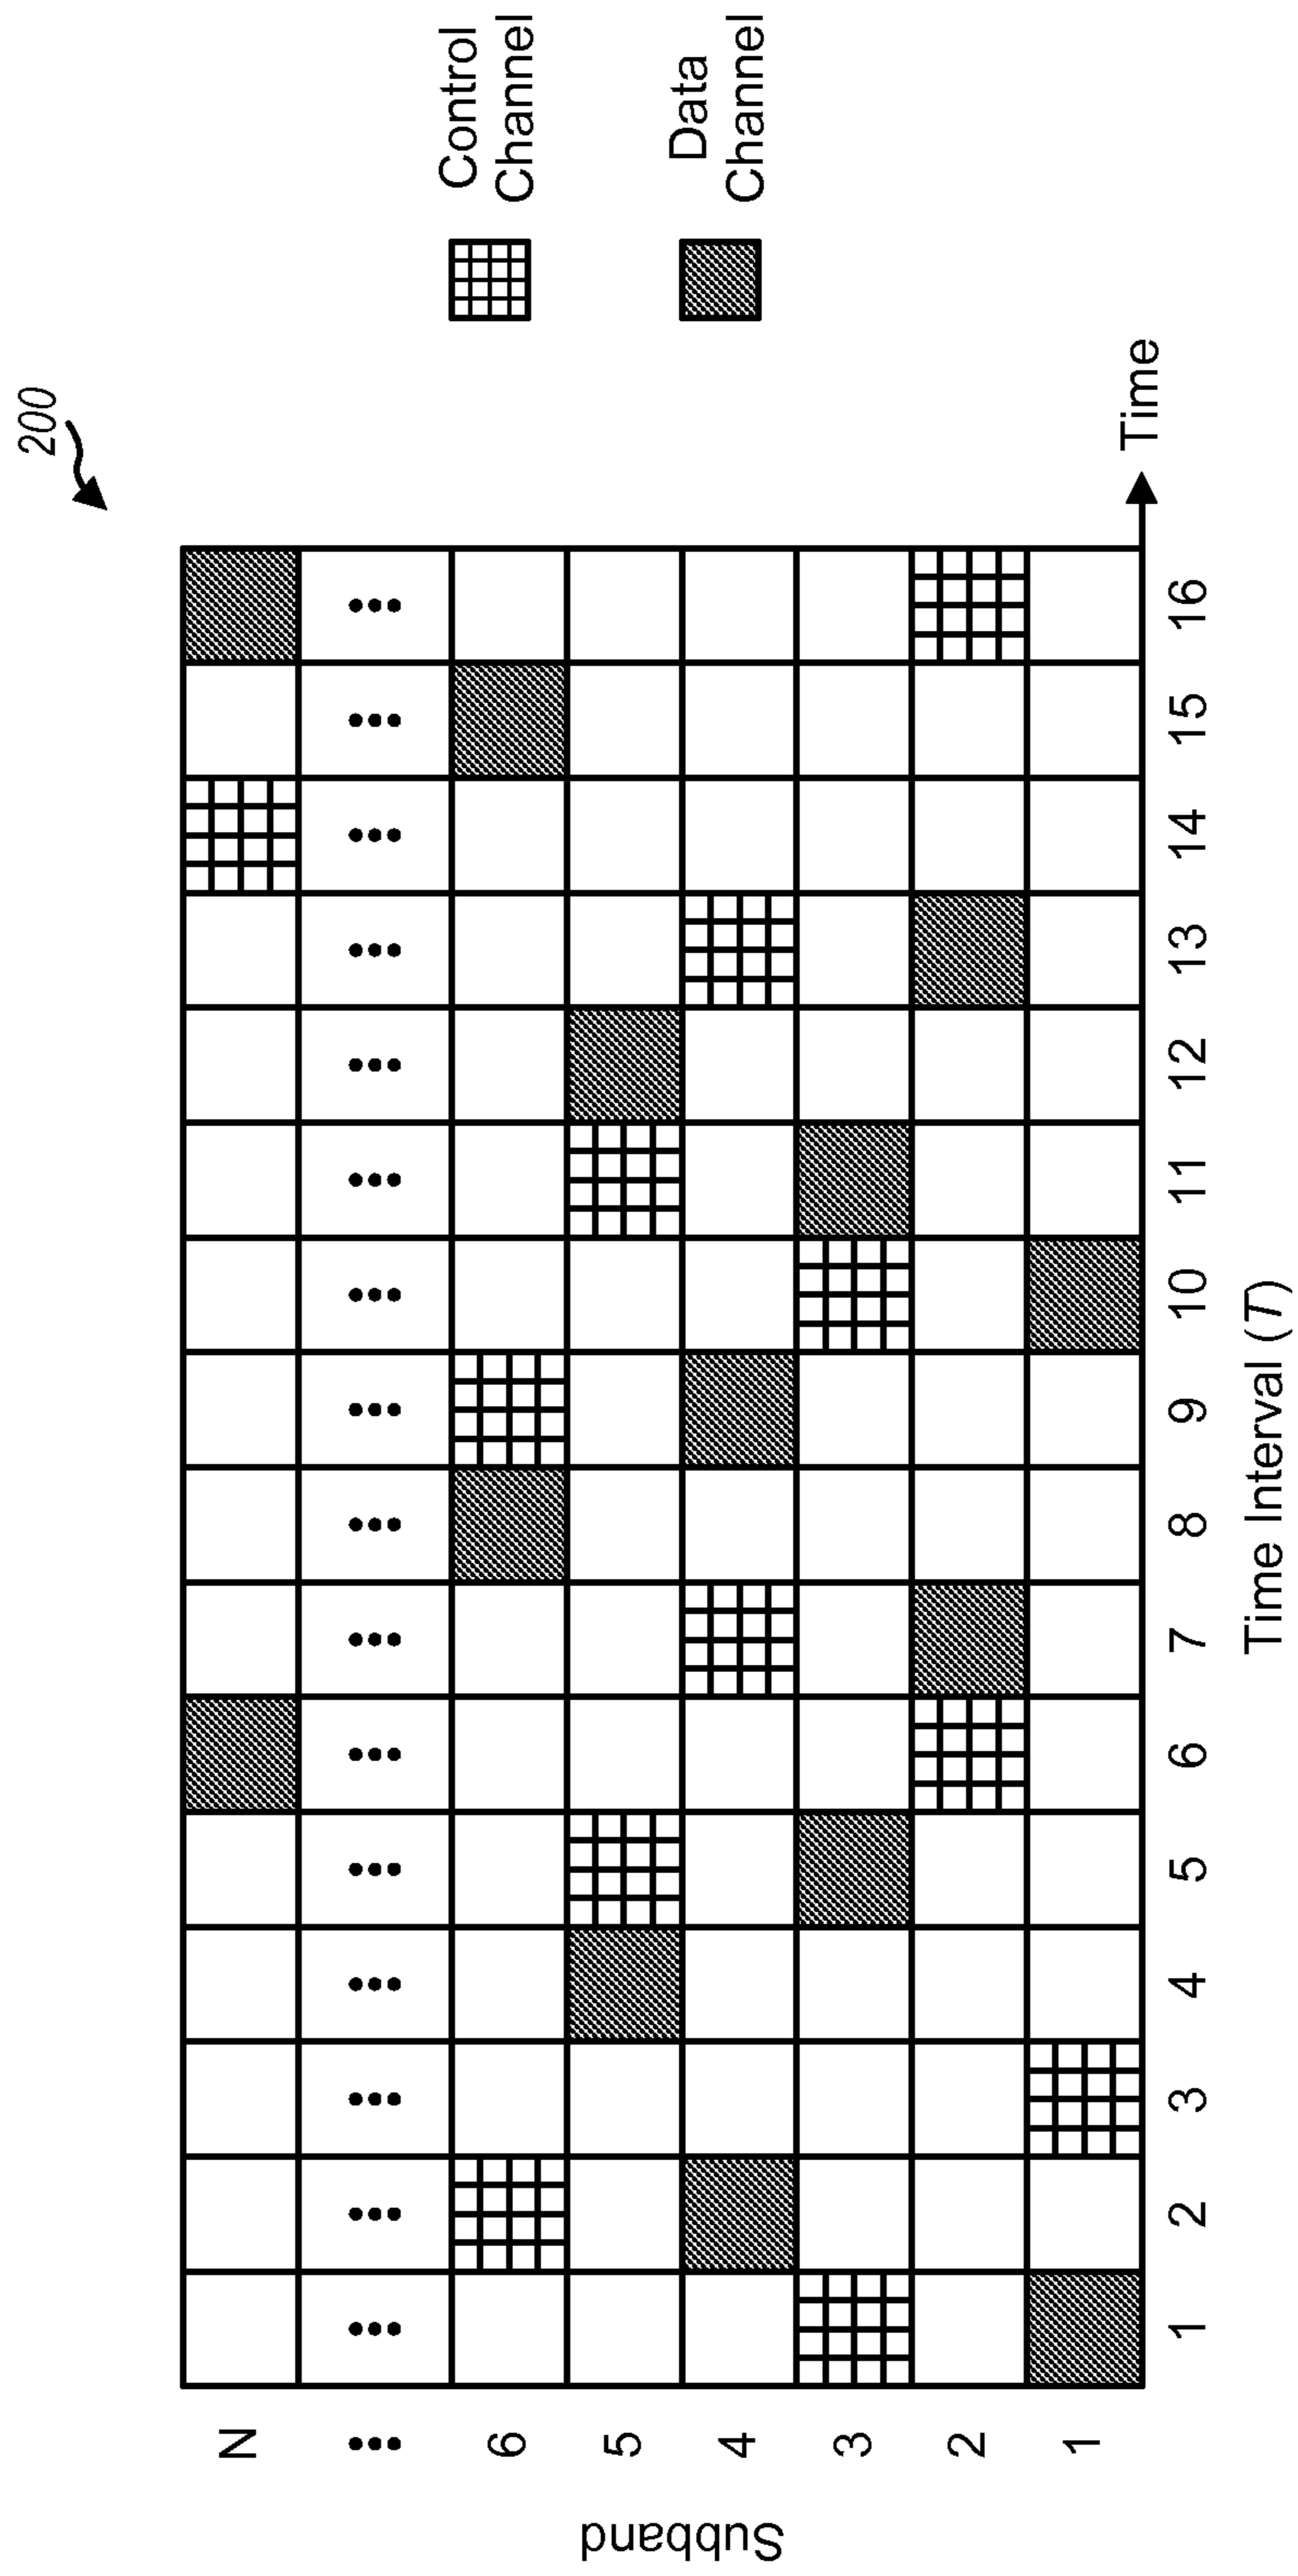 200
Subband
N
•••
6
5
4
3
2
1
••• ••• ••• ••• ••• ••• ••• ••• ••• ••• ••• ••• ••• ••• ••• •••
1 2 3 4 5 6 7 8 9 10 11 12 13 14 15 16
Time
Time Interval (T)
Control
Channel
Data
Channel